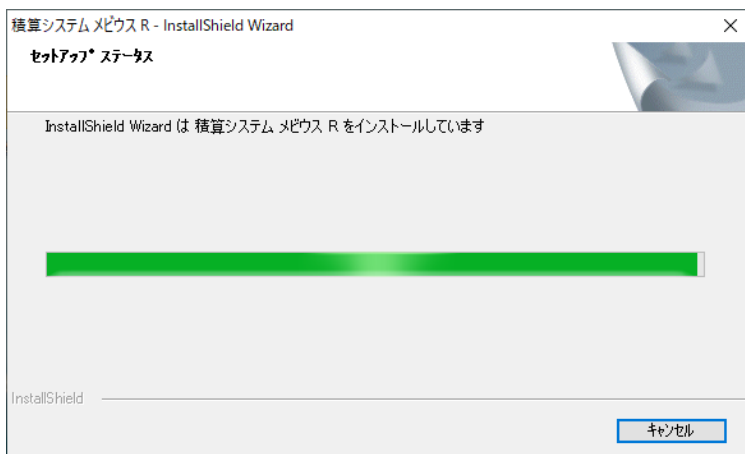 積算システム メビウス R - InstallShield Wizard
セットアップ ステータス
InstallShield Wizard は 積算システム メビウス R をインストールしています
InstallShield
キャンセル